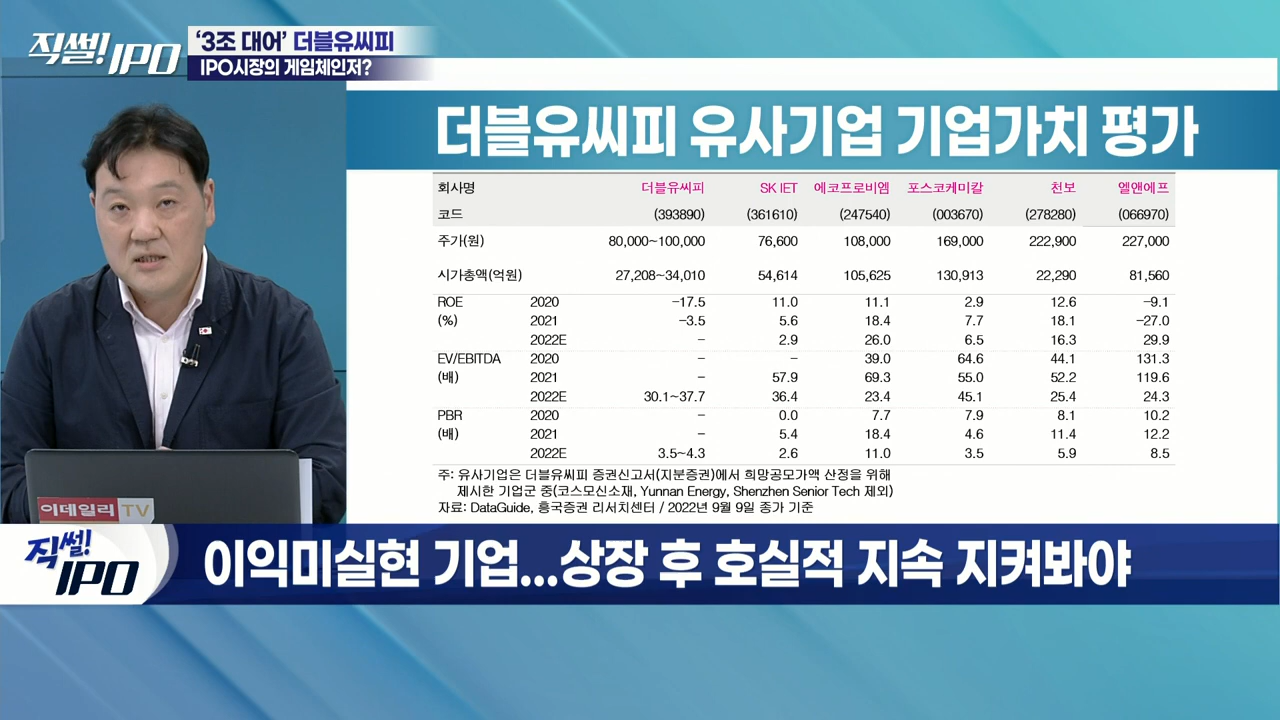 직썰! IPO
‘3조 대어’ 더블유씨피
IPO시장의 게임체인저?
더블유씨피 유사기업 기업가치 평가
회사명 더블유씨피 SK IET 에코프로비엠 포스코케미칼 천보 엘앤에프
코드 (393890) (361610) (247540) (003670) (278280) (066970)
주가(원) 80,000~100,000 76,600 108,000 169,000 222,900 227,000
시가총액(억원) 27,208~34,010 54,614 105,625 130,913 22,290 81,560
ROE 2020 -17.5 11.0 11.1 2.9 12.6 -9.1
(%) 2021 -3.5 5.6 18.4 7.7 18.1 -27.0
2022E - 2.9 26.0 6.5 16.3 29.9
EV/EBITDA 2020 - - 39.0 64.6 44.1 131.3
(배) 2021 - 57.9 69.3 55.0 52.2 119.6
2022E 30.1~37.7 36.4 23.4 45.1 25.4 24.3
PBR 2020 - 0.0 7.7 7.9 8.1 10.2
(배) 2021 - 5.4 18.4 4.6 11.4 12.2
2022E 3.5~4.3 2.6 11.0 3.5 5.9 8.5
주: 유사기업은 더블유씨피 증권신고서(지분증권)에서 희망공모가액 산정을 위해
제시한 기업군 중(코스모신소재, Yunnan Energy, Shenzhen Senior Tech 제외)
자료: DataGuide, 흥국증권 리서치센터 / 2022년 9월 9일 종가 기준
이데일리 TV
직썰! IPO
이익미실현 기업...상장 후 호실적 지속 지켜봐야